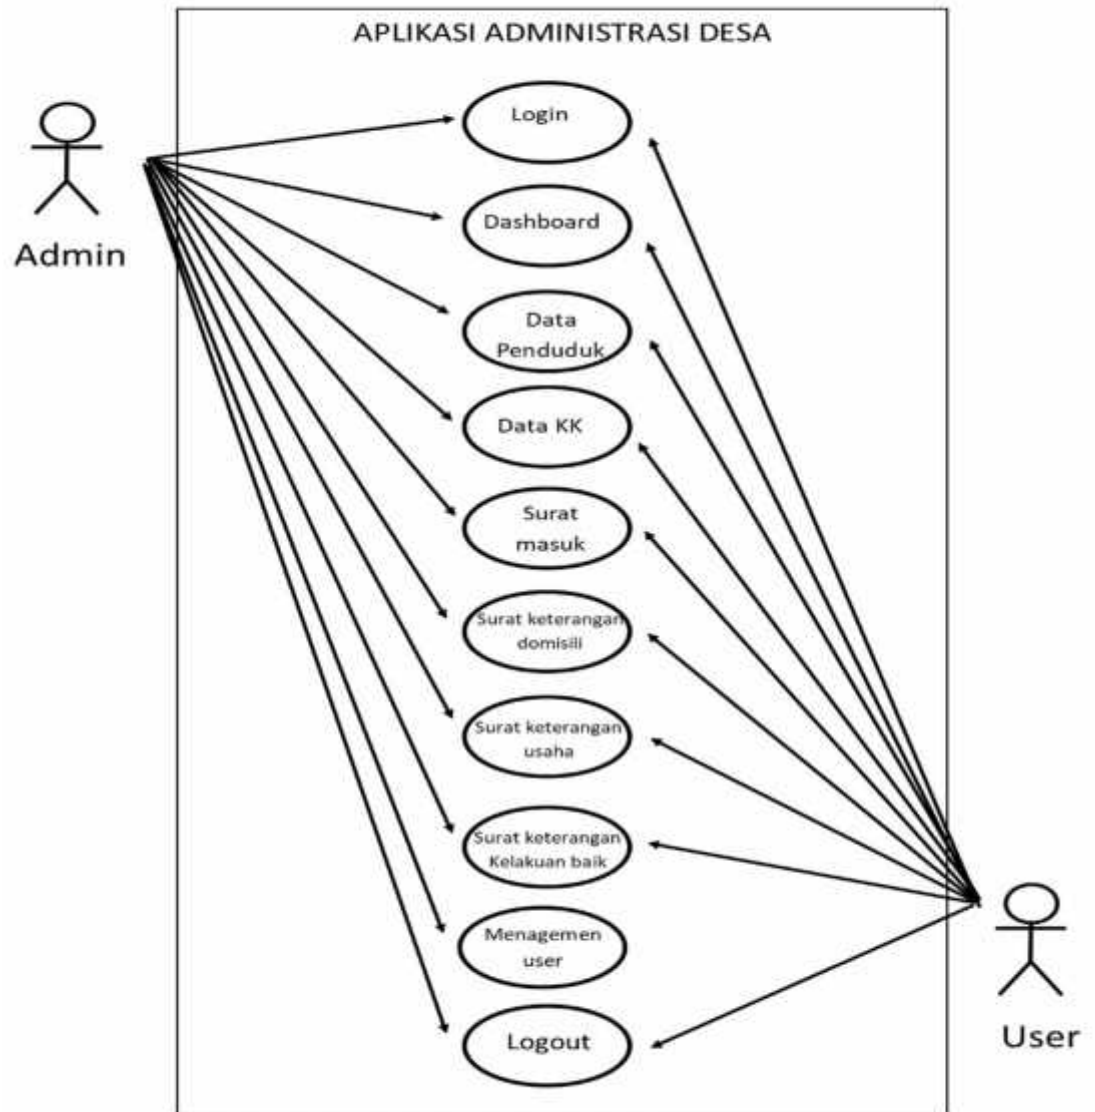 APLIKASI ADMINISTRASI DESA
Login
Admin
Dashboard
Data
Penduduk
Data KK
Surat
masuk
Surat keterangan
domisili
Surat keterangan
usaha
Surat keterangan
Kelakuan baik
Menagemen
user
Logout
User